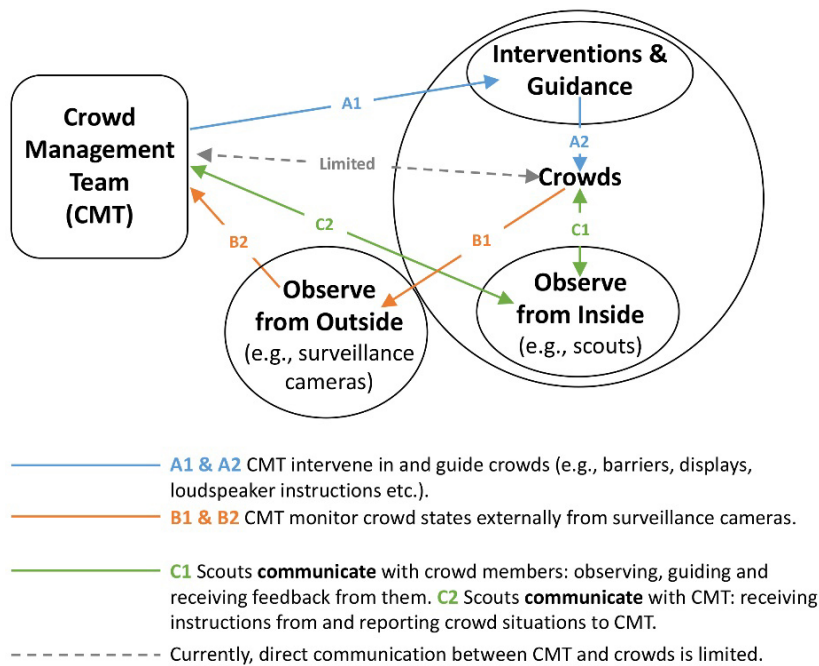 Interventions &
Guidance
A1
Crowd
Management
Team
(CMT)
A2
Limited
Crowds
C2
C1
B1
B2
Observe
from Outside
(e.g., surveillance
cameras)
Observe
from Inside
(e.g., scouts)
A1 & A2 CMT intervene in and guide crowds (e.g., barriers, displays,
loudspeaker instructions etc.).
B1 & B2 CMT monitor crowd states externally from surveillance cameras.
C1 Scouts communicate with crowd members: observing, guiding and
receiving feedback from them. C2 Scouts communicate with CMT: receiving
instructions from and reporting crowd situations to CMT.
Currently, direct communication between CMT and crowds is limited.